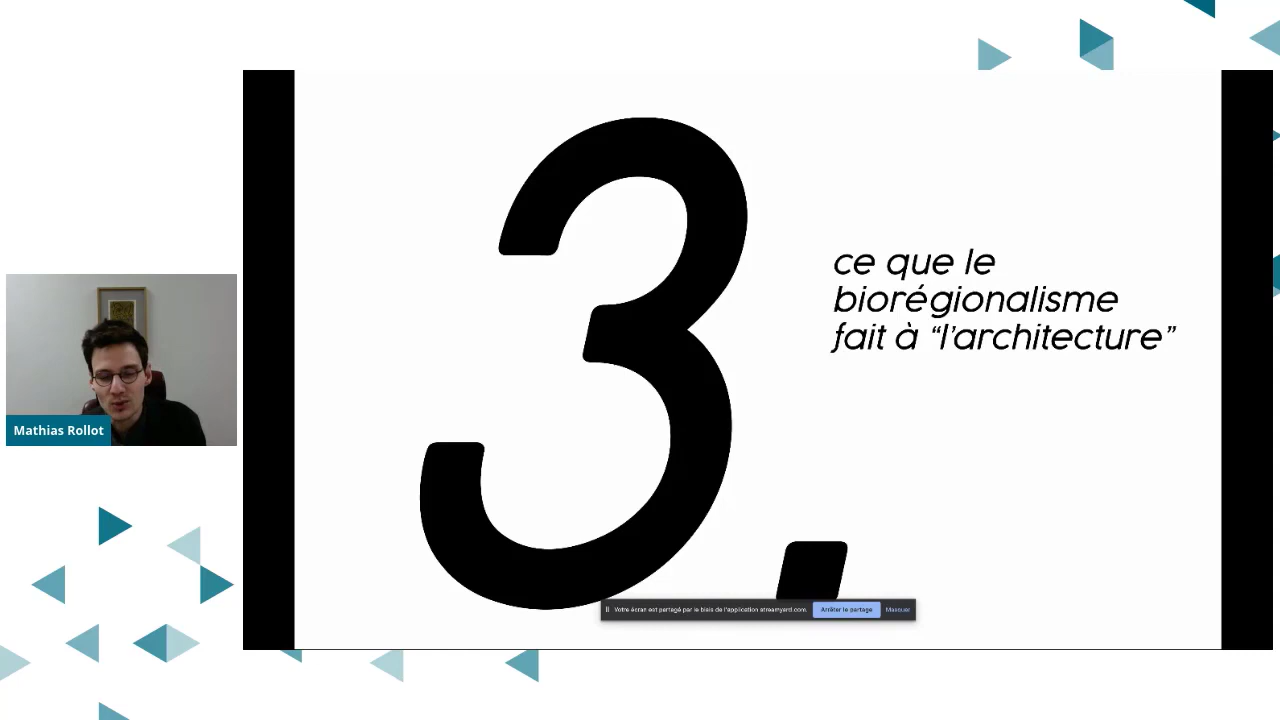 3.
ce que le
biorégionalisme
fait à “l’architecture”
Mathias Rollot
Votre écran est partagé par le biais de l'application streamyard.com.
Arrêter le partage
Masquer